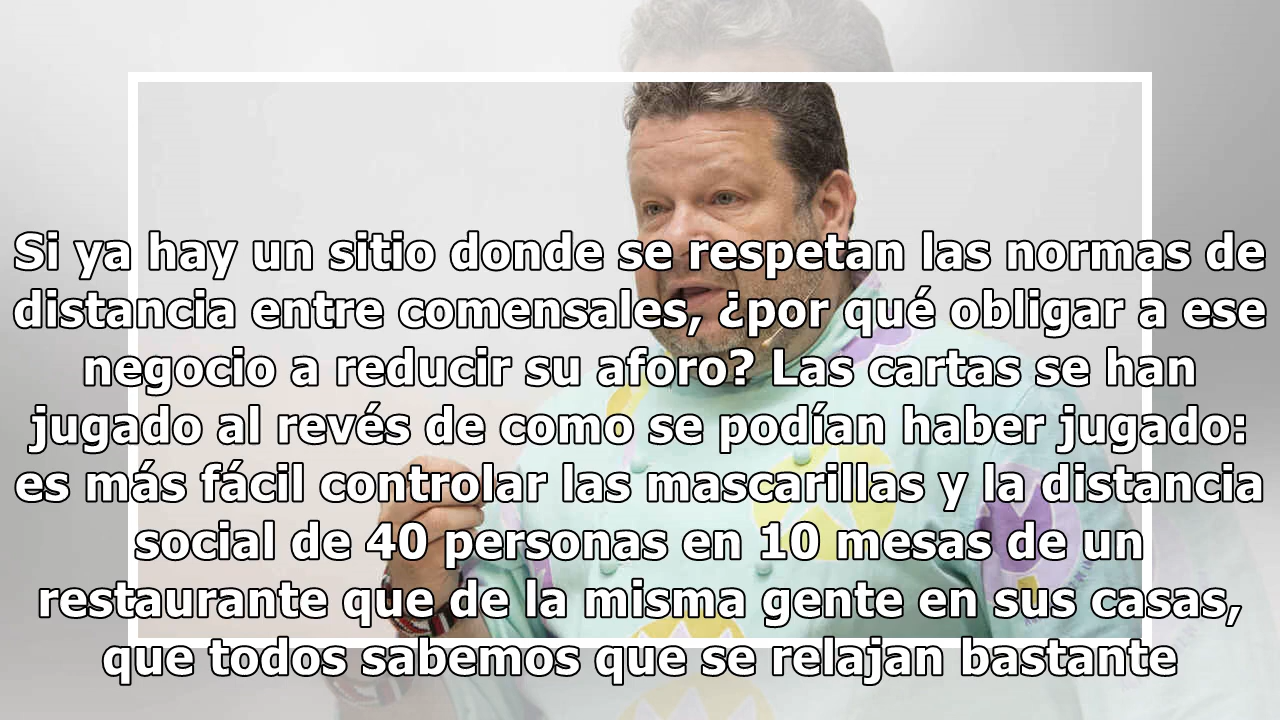 Si ya hay un sitio donde se respetan las normas de
distancia entre comensales, ¿por qué obligar a ese
negocio a reducir su aforo? Las cartas se han
jugado al revés de como se podían haber jugado:
es más fácil controlar las mascarillas y la distancia
social de 40 personas en 10 mesas de un
restaurante que de la misma gente en sus casas,
que todos sabemos que se relajan bastante